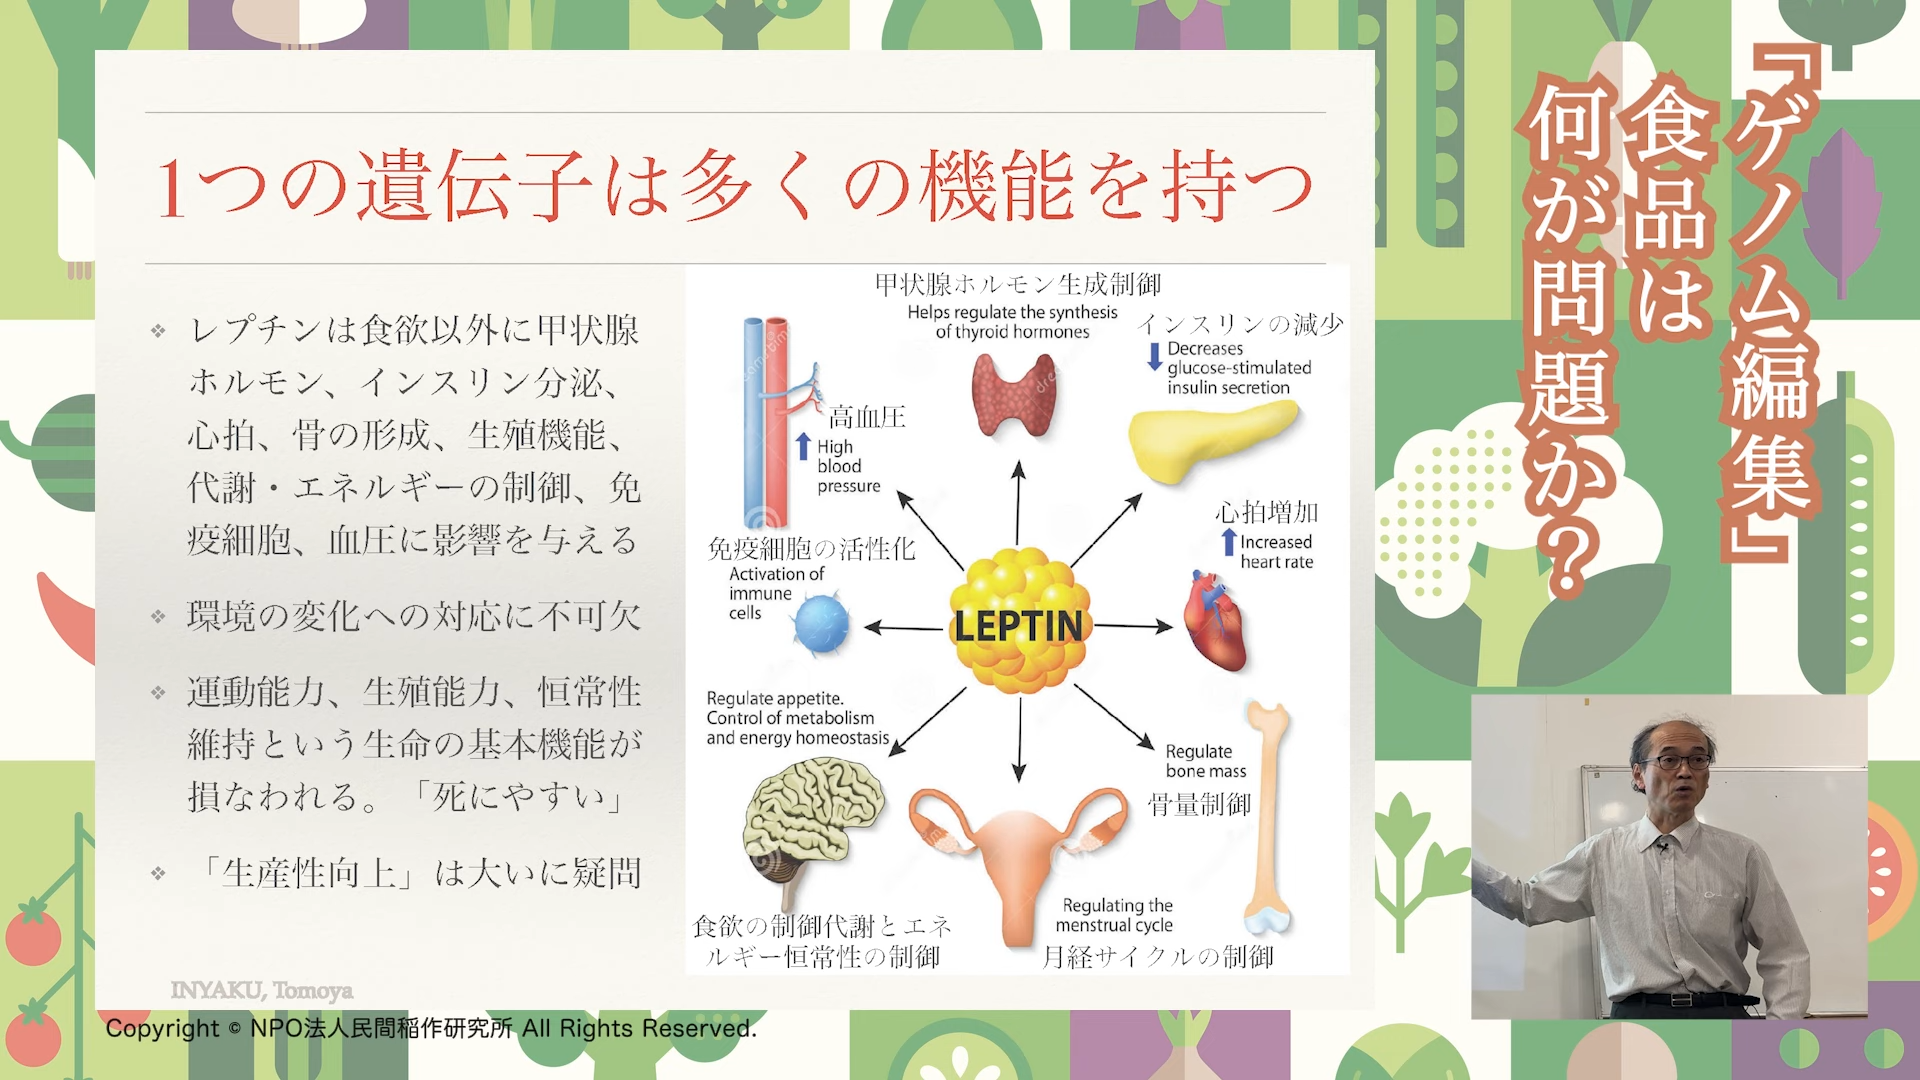 1つの遺伝子は多くの機能を持つ
レプチンは食欲以外に甲状腺
ホルモン、インスリン分泌、
心拍、骨の形成、生殖機能、
代謝・エネルギーの制御、免
疫細胞、血圧に影響を与える
環境の変化への対応に不可欠
運動能力、生殖能力、恒常性
維持という生命の基本機能が
損なわれる。「死にやすい」
「生産性向上」は大いに疑問
甲状腺ホルモン生成制御
Helps regulate the synthesis
of thyroid hormones
インスリンの減少
Decreases
glucose-stimulated
insulin secretion
高血圧
High
blood
pressure
心拍増加
Increased
heart rate
免疫細胞の活性化
Activation of
immune
cells
LEPTIN
Regulate appetite.
Control of metabolism
and energy homeostasis
Regulate
bone mass
骨量制御
Regulating the
menstrual cycle
食欲の制御代謝とエネ
ルギー恒常性の制御
月経サイクルの制御
INYAKU, Tomoya
Copyright © NPO法人民間稲作研究所 All Rights Reserved.
『ゲノム編集』
食品は
何が問題か？